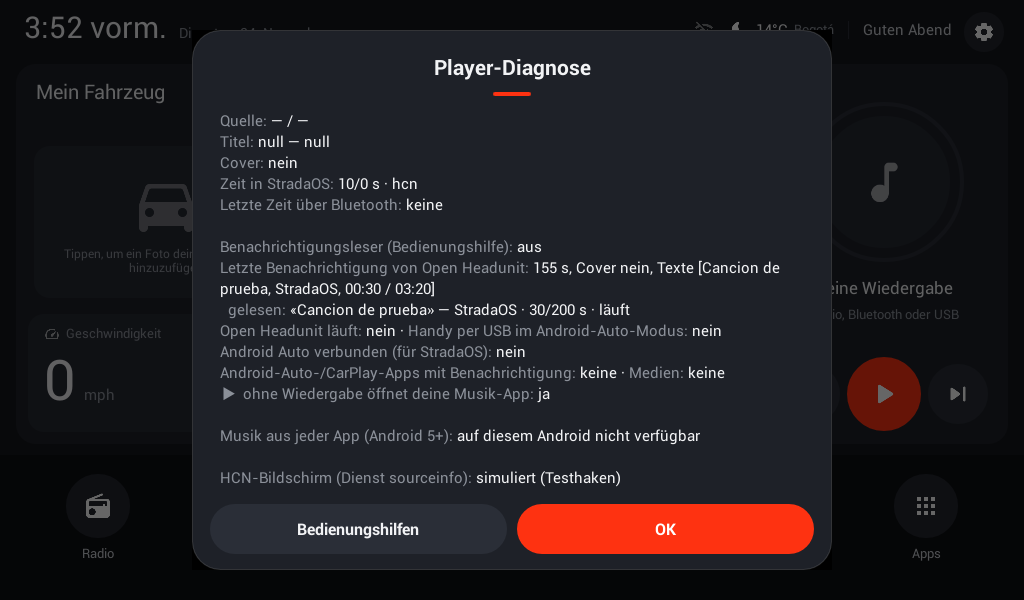 3:52 vorm.
14°C
Guten Abend
Mein Fahrzeug
Player-Diagnose
Quelle: — / —
Titel: null — null
Cover: nein
Zeit in StradaOS: 10/0 s · hcn
Letzte Zeit über Bluetooth: keine
Benachrichtigungsleser (Bedienungshilfe): aus
Letzte Benachrichtigung von Open Headunit: 155 s, Cover nein, Texte [Cancion de
prueba, StradaOS, 00:30 / 03:20]
gelesen: «Cancion de prueba» — StradaOS · 30/200 s · läuft
Open Headunit läuft: nein · Handy per USB im Android-Auto-Modus: nein
Android Auto verbunden (für StradaOS): nein
Android-Auto-/CarPlay-Apps mit Benachrichtigung: keine · Medien: keine
▶ ohne Wiedergabe öffnet deine Musik-App: ja
Musik aus jeder App (Android 5+): auf diesem Android nicht verfügbar
HCN-Bildschirm (Dienst sourceinfo): simuliert (Testhaken)
Bedienungshilfen
OK
Tippen, um ein Foto
Geschwindigkeit
0 mph
Wiedergabe
Bluetooth oder USB
Radio
Apps